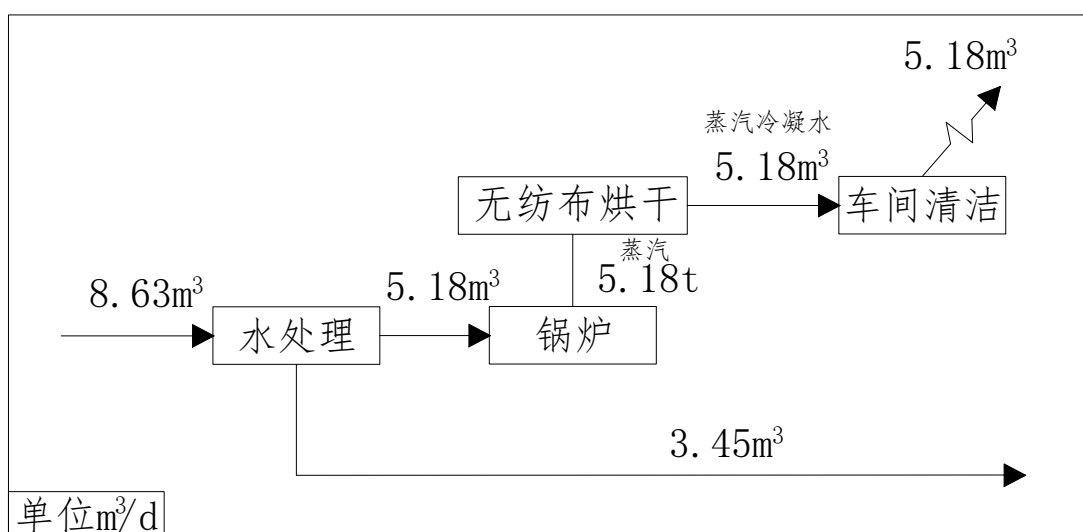 5.18m³
蒸汽冷凝水
5.18m³
无纺布烘干
车间清洁
蒸汽
5.18t
8.63m³
5.18m³
水处理
锅炉
3.45m³
单位m³/d